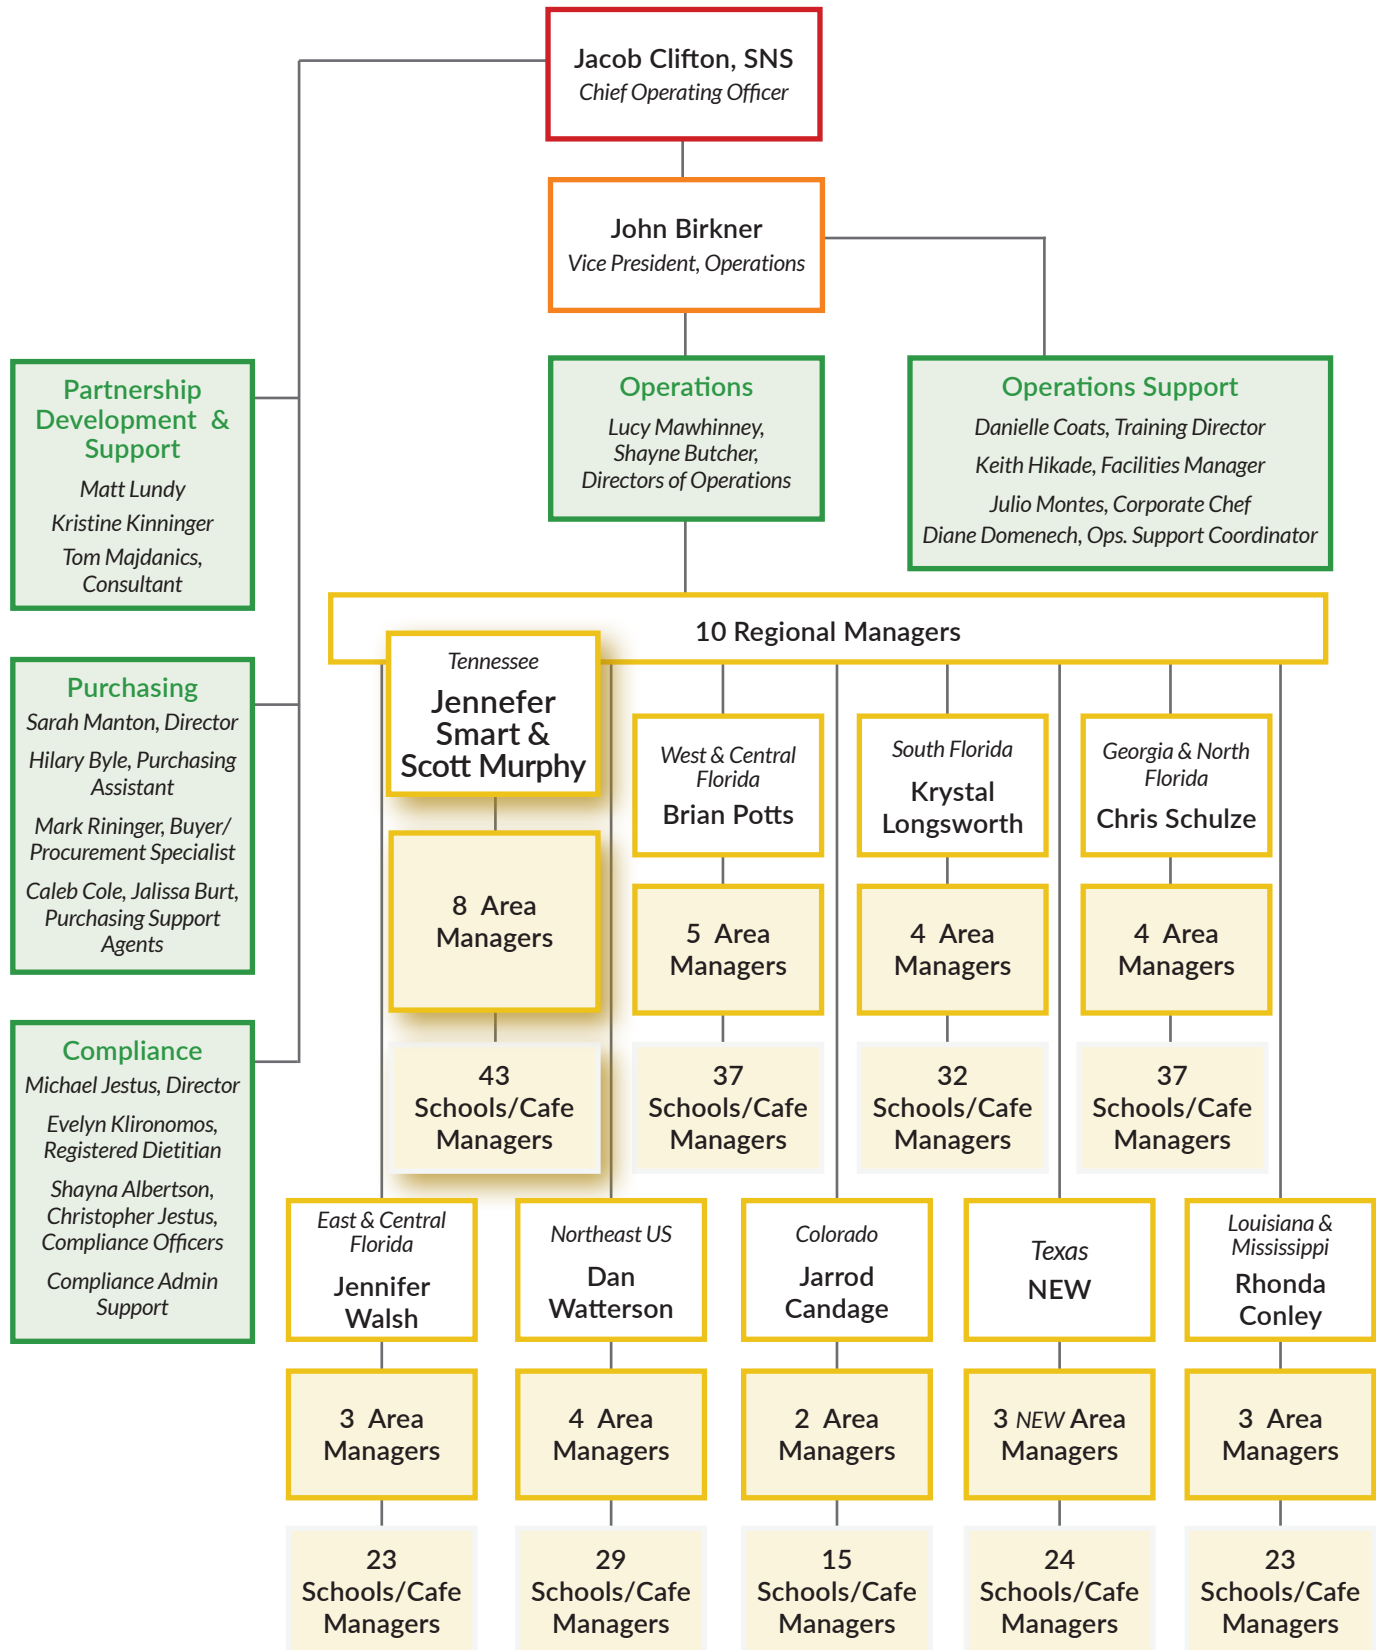 Jacob Clifton, SNS
Chief Operating Officer
John Birkner
Vice President, Operations
Partnership
Development & 
Support
Matt Lundy
Kristine Kinninger
Tom Majdanics,
Consultant
Operations
Lucy Mawhinney,
Shayne Butcher,
Directors of Operations
Operations Support
Danielle Coats, Training Director
Keith Hikade, Facilities Manager
Julio Montes, Corporate Chef
Diane Domenech, Ops. Support Coordinator
Purchasing
Sarah Manton, Director
Hilary Byle, Purchasing
Assistant
Mark Rininger, Buyer/
Procurement Specialist
Caleb Cole, Jalissa Burt,
Purchasing Support
Agents
Compliance
Michael Jestus, Director
Evelyn Klironomos,
Registered Dietitian
Shayna Albertson,
Christopher Jestus,
Compliance Officers
Compliance Admin
Support
10 Regional Managers
Tennessee
Jennefer
Smart &
Scott Murphy
8 Area
Managers
43
Schools/Cafe
Managers
West & Central
Florida
Brian Potts
5 Area
Managers
37
Schools/Cafe
Managers
South Florida
Krystal
Longsworth
4 Area
Managers
32
Schools/Cafe
Managers
Georgia & North
Florida
Chris Schulze
4 Area
Managers
37
Schools/Cafe
Managers
East & Central
Florida
Jennifer
Walsh
3 Area
Managers
23
Schools/Cafe
Managers
Northeast US
Dan
Watterson
4 Area
Managers
29
Schools/Cafe
Managers
Colorado
Jarrod
Candage
2 Area
Managers
15
Schools/Cafe
Managers
Texas
NEW
3 NEW Area
Managers
24
Schools/Cafe
Managers
Louisiana &
Mississippi
Rhonda
Conley
3 Area
Managers
23
Schools/Cafe
Managers